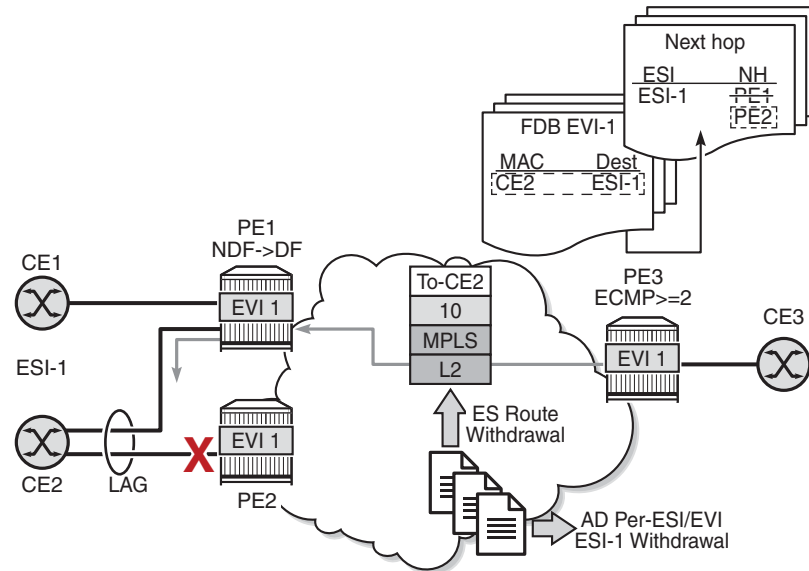 Next hop
ESI NH
ESI-1 PE1
PE2
FDB EVI-1
MAC Dest
CE2 ESI-1
PE1
NDF->DF
CE1
EVI 1
To-CE2
10
MPLS
L2
PE3
ECMP>=2
CE3
EVI 1
ESI-1
ES Route
Withdrawal
X
EVI 1
CE2
LAG
PE2
AD Per-ESI/EVI
ESI-1 Withdrawal